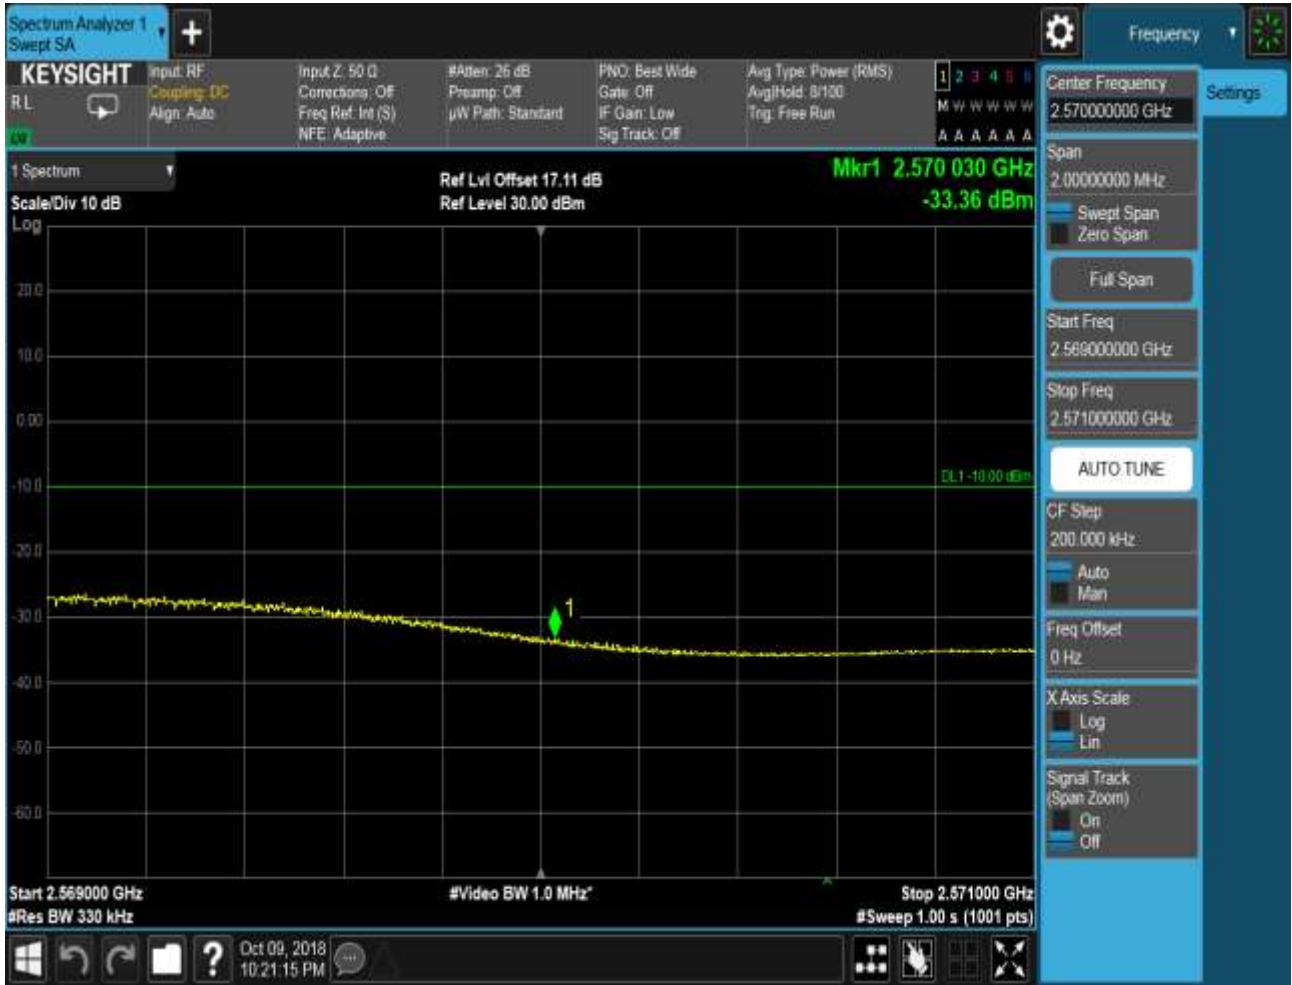 Spectrum Analyzer 1
Swept SA
+
Frequency
KEYSIGHT
RL
Input: RF
Coupling: DC
Align: Auto
Input Z: 50 Ω
Corrections: Off
Freq Ref: Int (S)
NFE: Adaptive
#Atten: 26 dB
Preamp: Off
µW Path: Standard
PNO: Best Wide
Gate: Off
IF Gain: Low
Sig Track: Off
Avg Type: Power (RMS)
Avg|Hold: 8/100
Trig: Free Run
1 2 3 4 5 6
M W W W W W
A A A A A A
Center Frequency
2.570000000 GHz
Settings
Span
2.00000000 MHz
Swept Span
Zero Span
Full Span
Start Freq
2.569000000 GHz
Stop Freq
2.571000000 GHz
AUTO TUNE
CF Step
200.000 kHz
Auto
Man
Freq Offset
0 Hz
X Axis Scale
Log
Lin
Signal Track
(Span Zoom)
On
Off
1 Spectrum
Scale/Div 10 dB
Log
Ref Lvl Offset 17.11 dB
Ref Level 30.00 dBm
Mkr1 2.570 030 GHz
-33.36 dBm
20.0
10.0
0.00
-10.0
-20.0
-30.0
-40.0
-50.0
-60.0
DL1 -10.00 dBm
1
Start 2.569000 GHz
#Res BW 330 kHz
#Video BW 1.0 MHz*
Stop 2.571000 GHz
#Sweep 1.00 s (1001 pts)
?
Oct 09, 2018
10:21:15 PM